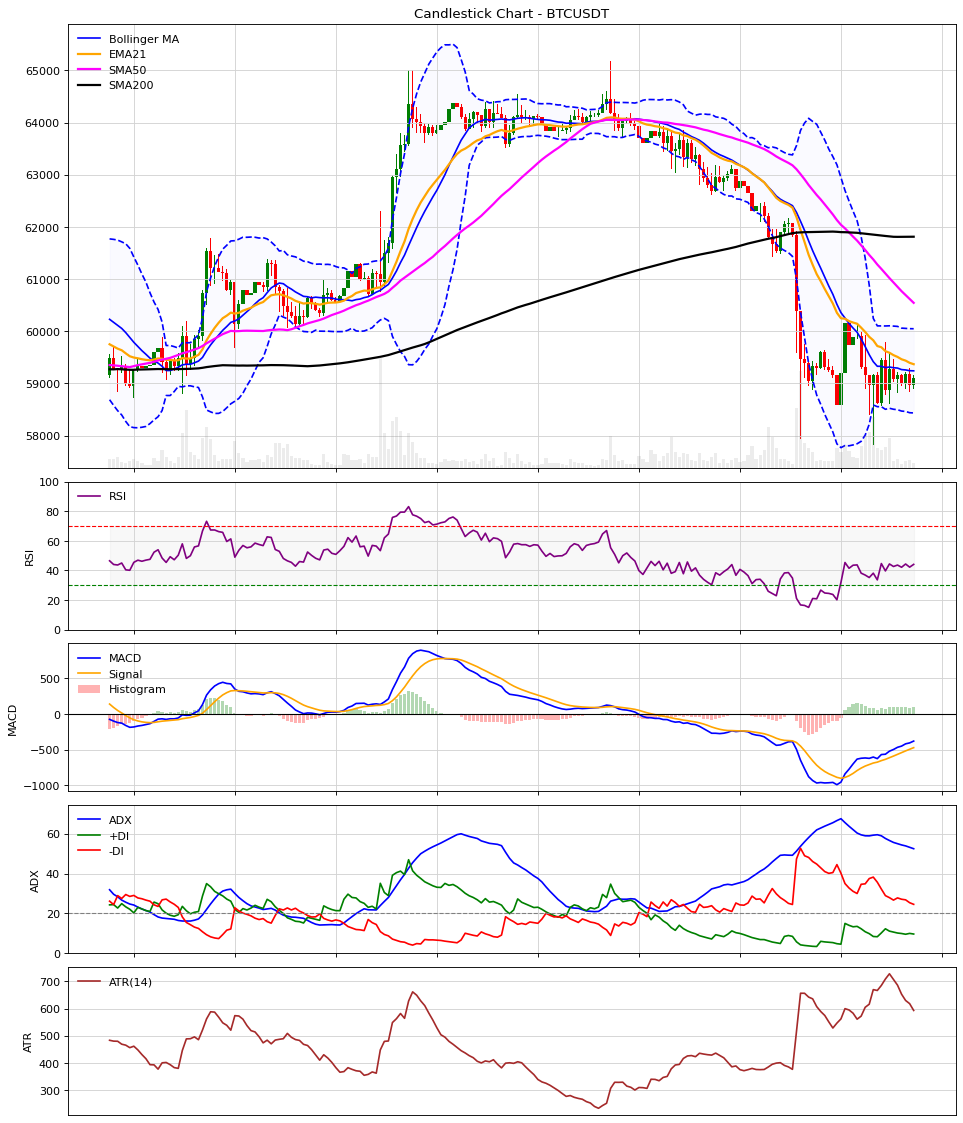 Candlestick Chart - BTCUSDT
Bollinger MA
EMA21
SMA50
SMA200
65000
64000
63000
62000
61000
60000
59000
58000
RSI
100
80
60
40
20
0
RSI
MACD
Signal
Histogram
500
0
−500
−1000
MACD
ADX
+DI
-DI
60
40
20
0
ADX
ATR(14)
700
600
500
400
300
ATR